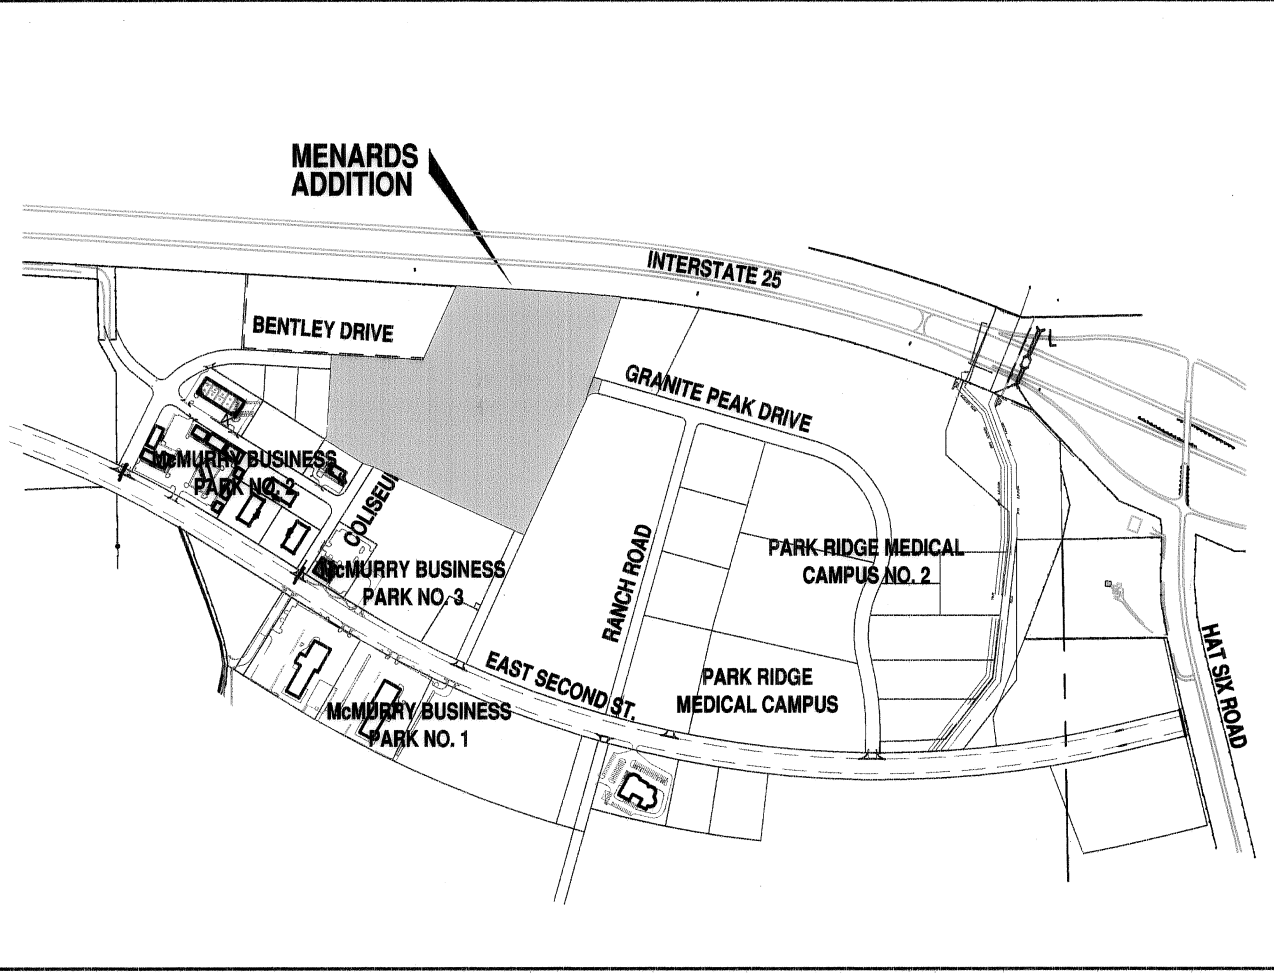 MENARDS
ADDITION
INTERSTATE 25
BENTLEY DRIVE
GRANITE PEAK DRIVE
McMURRY BUSINESS
PARK NO. 2
COLISEUM
McMURRY BUSINESS
PARK NO. 3
RANCH ROAD
PARK RIDGE MEDICAL
CAMPUS NO. 2
HAT SIX ROAD
EAST SECOND ST.
PARK RIDGE
MEDICAL CAMPUS
McMURRY BUSINESS
PARK NO. 1